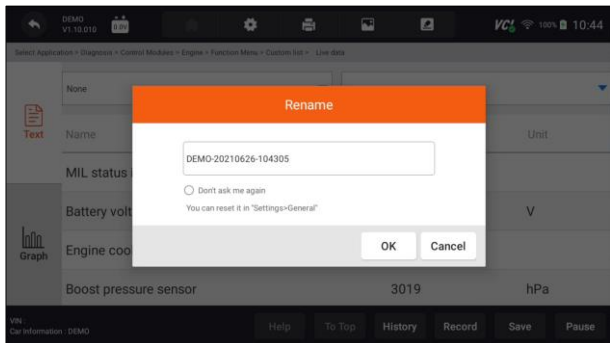 DEMO
V1.10.010
VCI
100%
10:44
Select Application > Diagnosis > Control Modules > Engine > Function Menu > Custom list > Live data
None
Rename
Text
Name
Unit
DEMO-20210626-104305
MIL status
Don't ask me again
You can reset it in "Settings>General"
Battery volt
V
Graph
Engine coo
OK
Cancel
Boost pressure sensor
3019
hPa
VIN :
Car Information : DEMO
Help
To Top
History
Record
Save
Pause